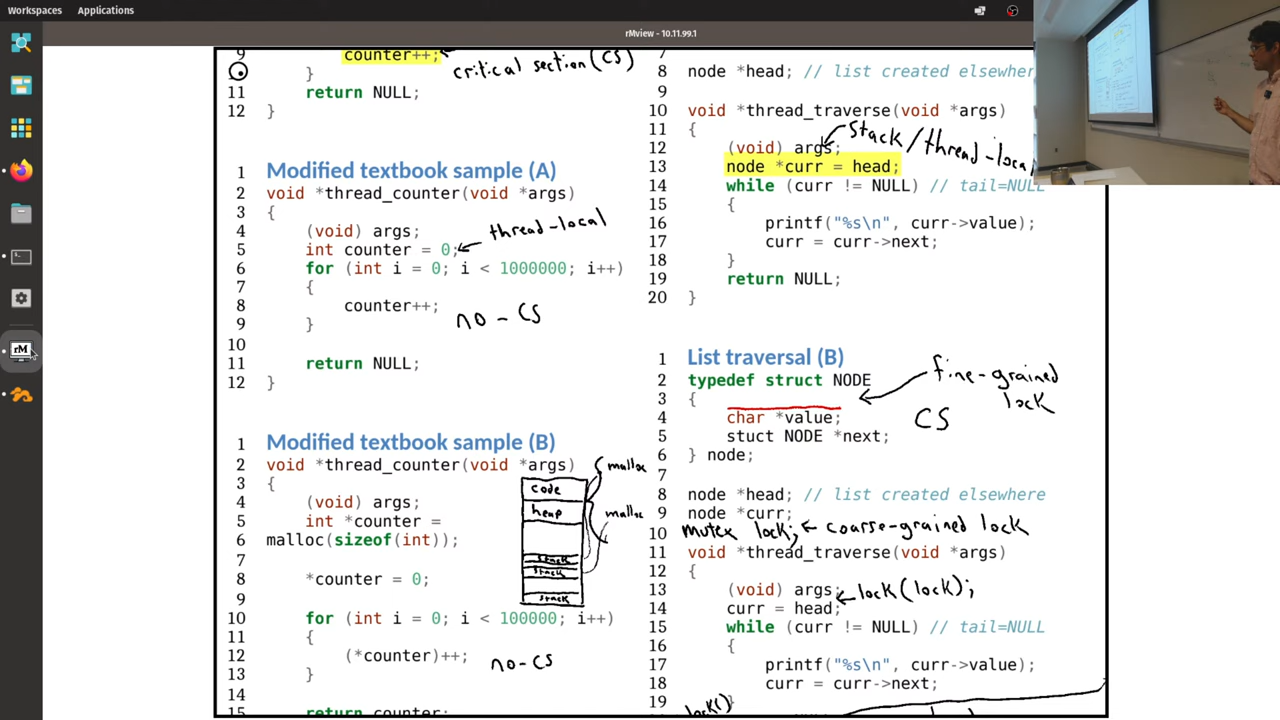 Workspaces Applications
rMview - 10.11.99.1
9 counter++;
critical section (CS)
}
11 return NULL;
12 }
1 Modified textbook sample (A)
2 void *thread_counter(void *args)
3 {
4 (void) args;
5 int counter = 0;
thread-local
6 for (int i = 0; i < 1000000; i++)
7 {
8 counter++;
9 }
no - CS
10
11 return NULL;
12 }
1 Modified textbook sample (B)
2 void *thread_counter(void *args)
3 {
4 (void) args;
5 int *counter =
6 malloc(sizeof(int));
7
8 *counter = 0;
9
10 for (int i = 0; i < 100000; i++)
11 {
12 (*counter)++;
13 }
no-CS
14
15 return counter;
code
heap
stack
stack
stack
malloc
malloc
7
8 node *head; // list created elsewher
9
10 void *thread_traverse(void *args)
11 {
12 (void) args;
stack/thread-loca
13 node *curr = head;
14 while (curr != NULL) // tail=NULL
15 {
16 printf("%s\n", curr->value);
17 curr = curr->next;
18 }
19 return NULL;
20 }
1 List traversal (B)
2 typedef struct NODE
3 {
4 char *value;
5 stuct NODE *next;
6 } node;
fine-grained
lock
CS
7
8 node *head; // list created elsewhere
9 node *curr;
10 mutex lock; coarse-grained lock
11 void *thread_traverse(void *args)
12 {
13 (void) args;
lock(lock);
14 curr = head;
15 while (curr != NULL) // tail=NULL
16 {
17 printf("%s\n", curr->value);
18 curr = curr->next;
19 }
lock()
rM